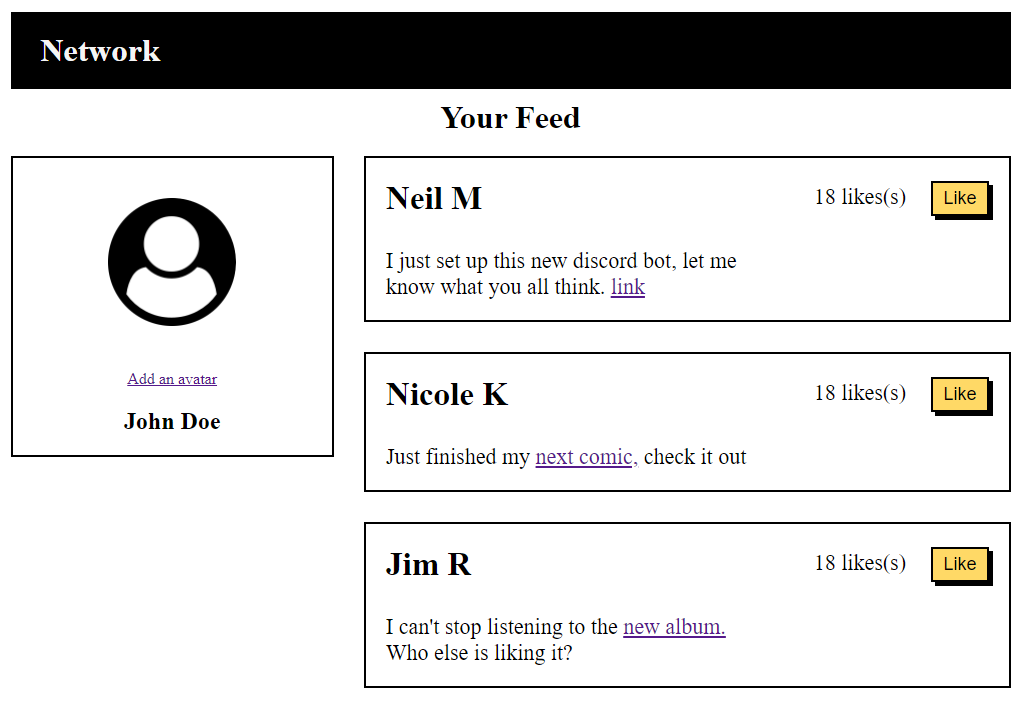 Network
Your Feed
Add an avatar
John Doe
Neil M
18 likes(s)
Like
I just set up this new discord bot, let me
know what you all think. link
Nicole K
18 likes(s)
Like
Just finished my next comic, check it out
Jim R
18 likes(s)
Like
I can't stop listening to the new album.
Who else is liking it?